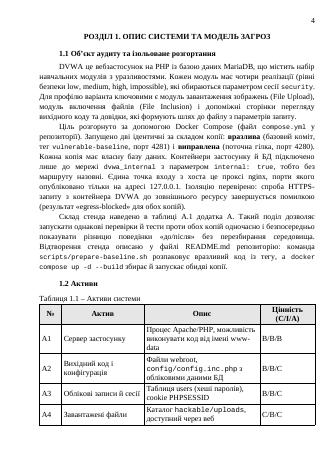 4
РОЗДІЛ 1. ОПИС СИСТЕМИ ТА МОДЕЛЬ ЗАГРОЗ
1.1 Об'єкт аудиту та ізольоване розгортання
DVWA це вебзастосунок на PHP із базою даних MariaDB, що містить набір
навчальних модулів з уразливостями. Кожен модуль має чотири реалізації (рівні
безпеки low, medium, high, impossible), які обираються параметром сесії security.
Для профілю варіанта ключовими є модуль завантаження зображень (File Upload),
модуль включення файлів (File Inclusion) і допоміжні сторінки перегляду
вихідного коду та довідки, які формують шлях до файлу з параметрів запиту.
Ціль розгорнуто за допомогою Docker Compose (файл compose.yml у
репозиторії). Запущено дві ідентичні за складом копії: вразлива (базовий коміт,
тег vulnerable-baseline, порт 4281) і виправлена (поточна гілка, порт 4280).
Кожна копія має власну базу даних. Контейнери застосунку й БД підключено
лише до мережі dvwa_internal з параметром internal: true, тобто без
маршруту назовні. Єдина точка входу з хоста це проксі nginx, порти якого
опубліковано тільки на адресі 127.0.0.1. Ізоляцію перевірено: спроба HTTPS-
запиту з контейнера DVWA до зовнішнього ресурсу завершується помилкою
(результат «egress-blocked» для обох копій).
Склад стенда наведено в таблиці А.1 додатка А. Такий поділ дозволяє
запускати однакові перевірки й тести проти обох копій одночасно і безпосередньо
показувати різницю поведінки «до/після» без перезбирання середовища.
Відтворення стенда описано у файлі README.md репозиторію: команда
scripts/prepare-baseline.sh розпаковує вразливий код із тегу, а docker
compose up -d --build збирає й запускає обидві копії.
1.2 Активи
Таблиця 1.1 – Активи системи
№ Актив Опис Цінність (C/I/A)
A1 Сервер застосунку Процес Apache/PHP, можливість виконувати код від імені www-data В/В/В
A2 Вихідний код і конфігурація Файли webroot, config/config.inc.php з обліковими даними БД В/В/С
A3 Облікові записи й сесії Таблиця users (хеші паролів), cookie PHPSESSID В/В/С
A4 Завантажені файли Каталог hackable/uploads, доступний через веб С/В/С